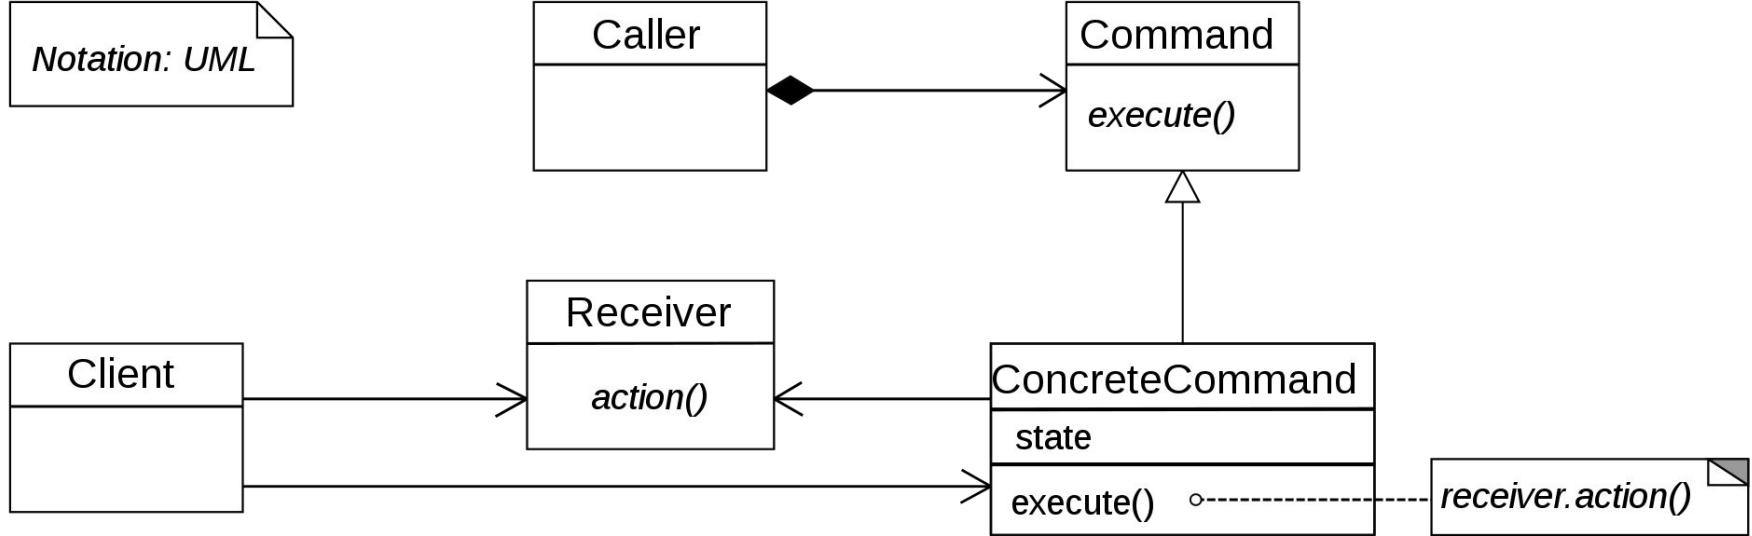 Notation: UML
Caller
Command
execute()
Receiver
action()
Client
ConcreteCommand
state
execute()
receiver.action()